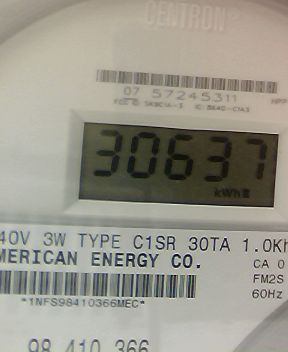 CENTRON®
07 57245311
30637
kWh
40V 3W TYPE C1SR 30TA 1.0Kh
MERICAN ENERGY CO.
CA 0
FM2S
60Hz
*1NFS98410366MEC*
98 410 366